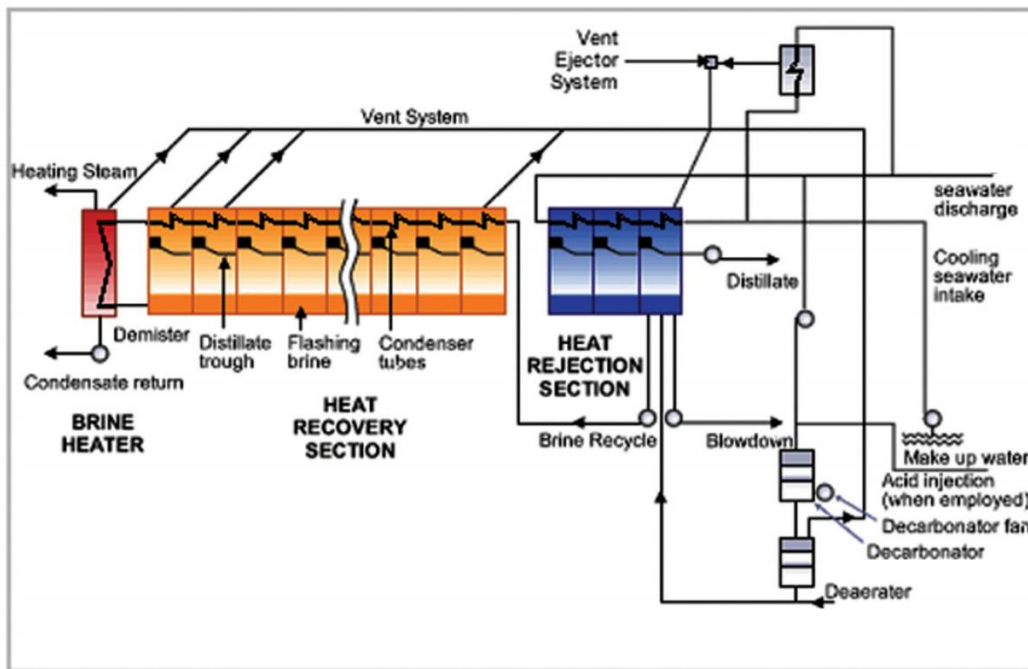 Vent
Ejector
System
Vent System
Heating Steam
seawater
discharge
Cooling
seawater
intake
Distillate
Demister
Distillate
trough
Flashing
brine
Condenser
tubes
HEAT
REJECTION
SECTION
Condensate return
BRINE
HEATER
HEAT
RECOVERY
SECTION
Brine Recycle
Blowdown
Make up water
Acid injection
(when employed)
Decarbonator fan
Decarbonator
Deaerater